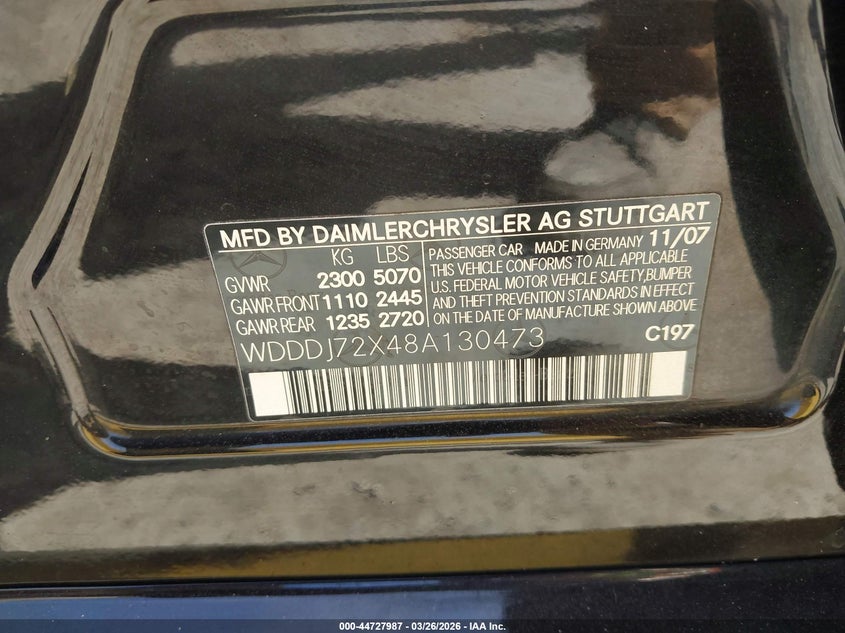 MFD BY DAIMLERCHRYSLER AG STUTTGART
KG LBS
GVWR 2300 5070
GAWR FRONT 1110 2445
GAWR REAR 1235 2720
PASSENGER CAR MADE IN GERMANY 11/07
THIS VEHICLE CONFORMS TO ALL APPLICABLE
U.S. FEDERAL MOTOR VEHICLE SAFETY,BUMPER
AND THEFT PREVENTION STANDARDS IN EFFECT
ON THE DATE OF MANUFACTURE SHOWN ABOVE
WDDDJ72X48A130473
C197
000-44727987 | 03/26/2026 - IAA Inc.